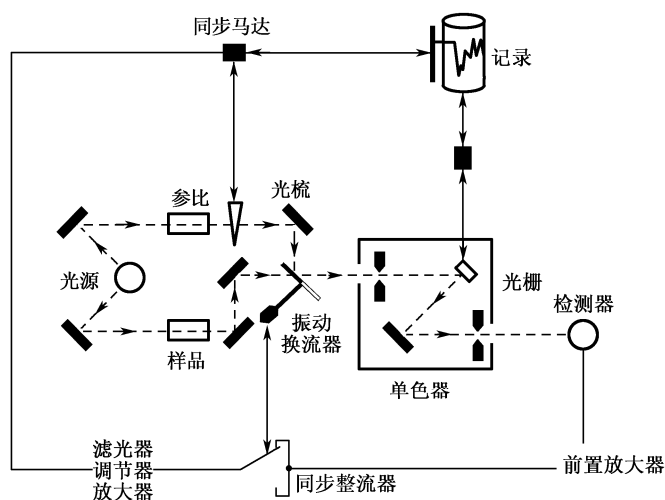 同步马达
记录
参比
光梳
光源
光栅
检测器
振动
换流器
样品
单色器
滤光器
调节器
放大器
同步整流器
前置放大器